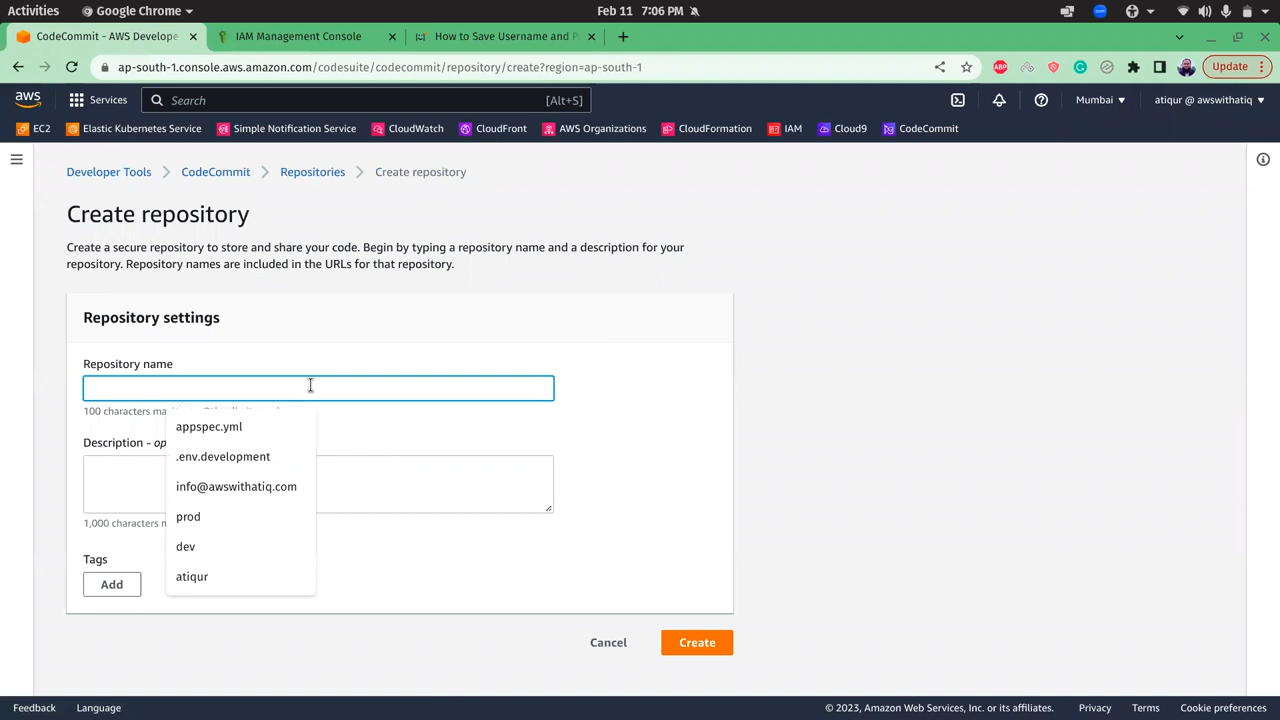 Activities
Google Chrome
Feb 11 7:06 PM
CodeCommit - AWS Develope
IAM Management Console
How to Save Username and P
ap-south-1.console.aws.amazon.com/codesuite/codecommit/repository/create?region=ap-south-1
ABP
Update
aws
Services
Search
[Alt+S]
Mumbai
atiqur @ awswithatiq
EC2
Elastic Kubernetes Service
Simple Notification Service
CloudWatch
CloudFront
AWS Organizations
CloudFormation
IAM
Cloud9
CodeCommit
Developer Tools
CodeCommit
Repositories
Create repository
Create repository
Create a secure repository to store and share your code. Begin by typing a repository name and a description for your
repository. Repository names are included in the URLs for that repository.
Repository settings
Repository name
100 characters ma
appspec.yml
Description - op
.env.development
info@awswithatiq.com
prod
1,000 characters m
dev
Tags
atiqur
Add
Cancel
Create
Feedback
Language
© 2023, Amazon Web Services, Inc. or its affiliates.
Privacy
Terms
Cookie preferences